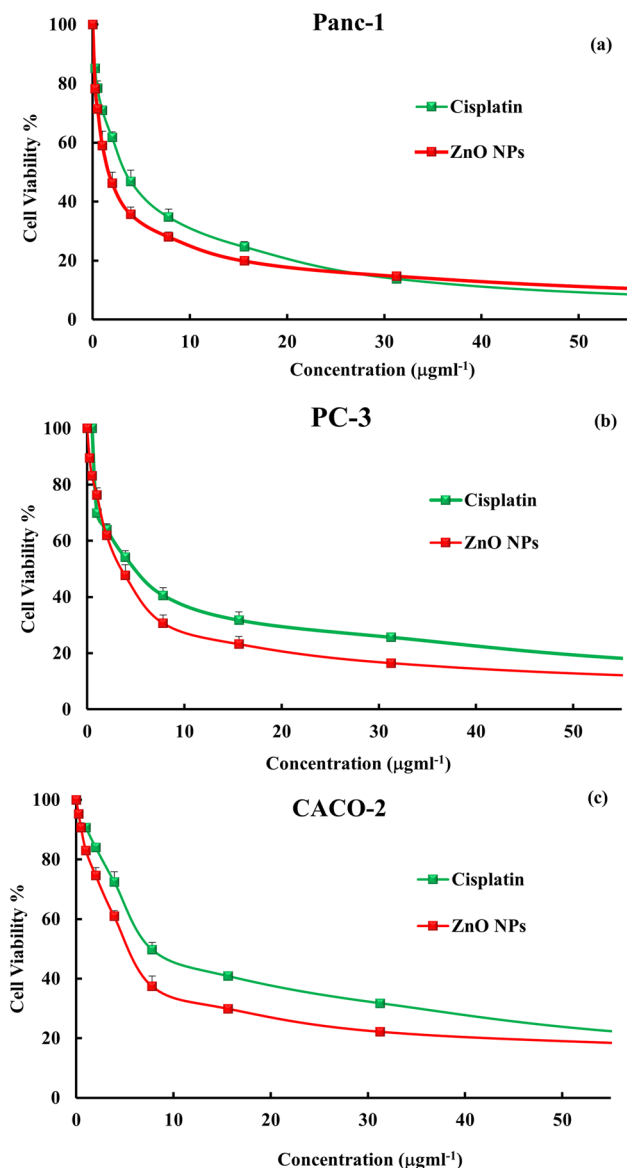 Panc-1
(a)
100
80
60
40
20
0
Cell Viability %
Cisplatin
ZnO NPs
0 10 20 30 40 50
Concentration (µgml⁻¹)
PC-3
(b)
100
80
60
40
20
0
Cell Viability %
Cisplatin
ZnO NPs
0 10 20 30 40 50
Concentration (µgml⁻¹)
CACO-2
(c)
100
80
60
40
20
0
Cell Viability %
Cisplatin
ZnO NPs
0 10 20 30 40 50
Concentration (µgml⁻¹)